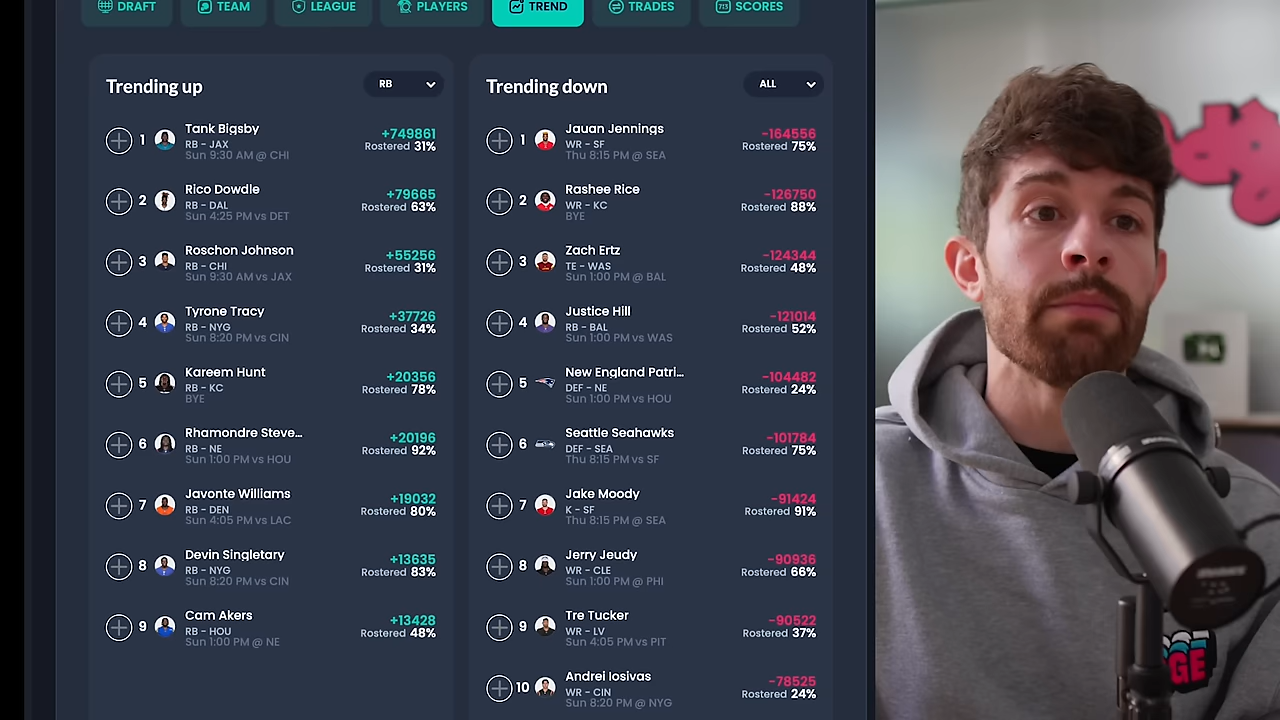 DRAFT
TEAM
LEAGUE
PLAYERS
TREND
TRADES
SCORES
Trending up
RB
1 Tank Bigsby
RB - JAX
Sun 9:30 AM @ CHI
+749861
Rostered 31%
2 Rico Dowdle
RB - DAL
Sun 4:25 PM vs DET
+79665
Rostered 63%
3 Roschon Johnson
RB - CHI
Sun 9:30 AM vs JAX
+55256
Rostered 31%
4 Tyrone Tracy
RB - NYG
Sun 8:20 PM vs CIN
+37726
Rostered 34%
5 Kareem Hunt
RB - KC
BYE
+20356
Rostered 78%
6 Rhamondre Steve...
RB - NE
Sun 1:00 PM vs HOU
+20196
Rostered 92%
7 Javonte Williams
RB - DEN
Sun 4:05 PM vs LAC
+19032
Rostered 80%
8 Devin Singletary
RB - NYG
Sun 8:20 PM vs CIN
+13635
Rostered 83%
9 Cam Akers
RB - HOU
Sun 1:00 PM @ NE
+13428
Rostered 48%
Trending down
ALL
1 Jauan Jennings
WR - SF
Thu 8:15 PM @ SEA
-164556
Rostered 75%
2 Rashee Rice
WR - KC
BYE
-126750
Rostered 88%
3 Zach Ertz
TE - WAS
Sun 1:00 PM @ BAL
-124344
Rostered 48%
4 Justice Hill
RB - BAL
Sun 1:00 PM vs WAS
-121014
Rostered 52%
5 New England Patri...
DEF - NE
Sun 1:00 PM vs HOU
-104482
Rostered 24%
6 Seattle Seahawks
DEF - SEA
Thu 8:15 PM vs SF
-101784
Rostered 75%
7 Jake Moody
K - SF
Thu 8:15 PM @ SEA
-91424
Rostered 91%
8 Jerry Jeudy
WR - CLE
Sun 1:00 PM @ PHI
-90936
Rostered 66%
9 Tre Tucker
WR - LV
Sun 4:05 PM vs PIT
-90522
Rostered 37%
10 Andrei Iosivas
WR - CIN
Sun 8:20 PM @ NYG
-78525
Rostered 24%
GE